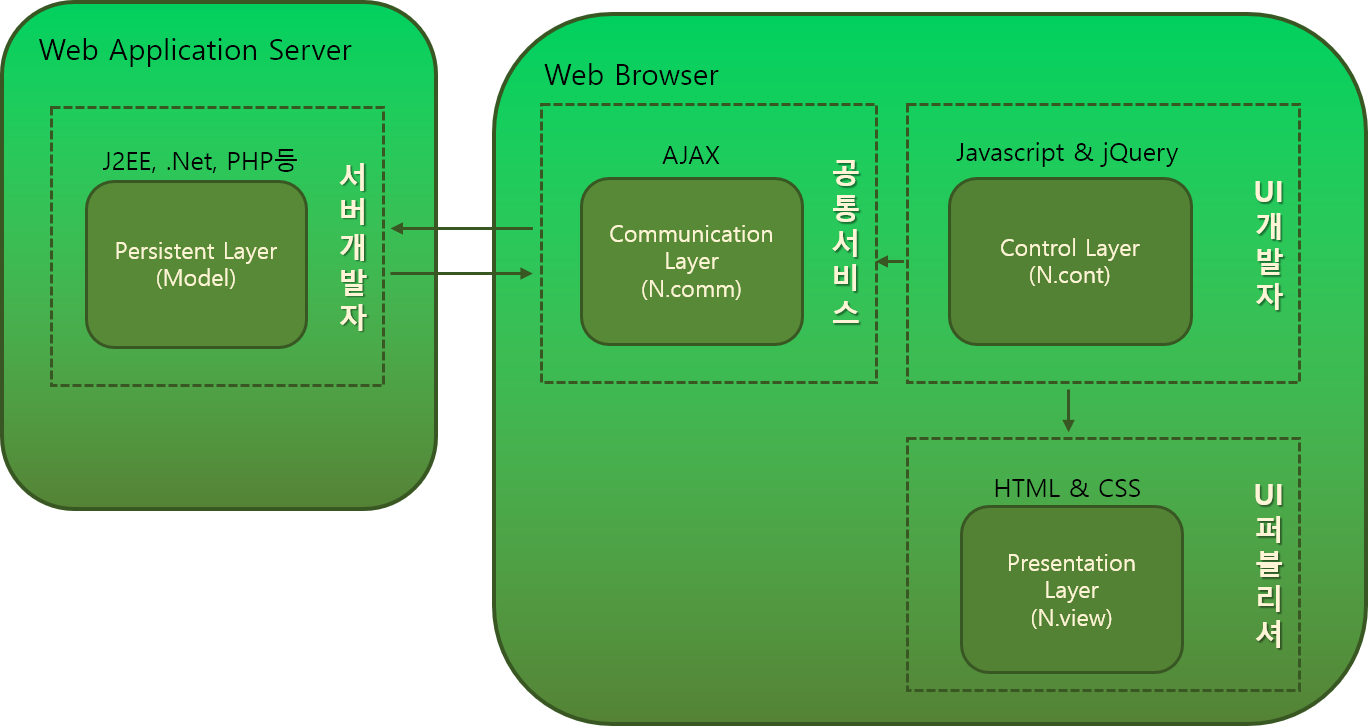 Web Application Server
J2EE, .Net, PHP등
Persistent Layer
(Model)
서버개발자
Web Browser
AJAX
Communication
Layer
(N.comm)
공통서비스
Javascript & jQuery
Control Layer
(N.cont)
UI개발자
HTML & CSS
Presentation
Layer
(N.view)
UI퍼블리셔